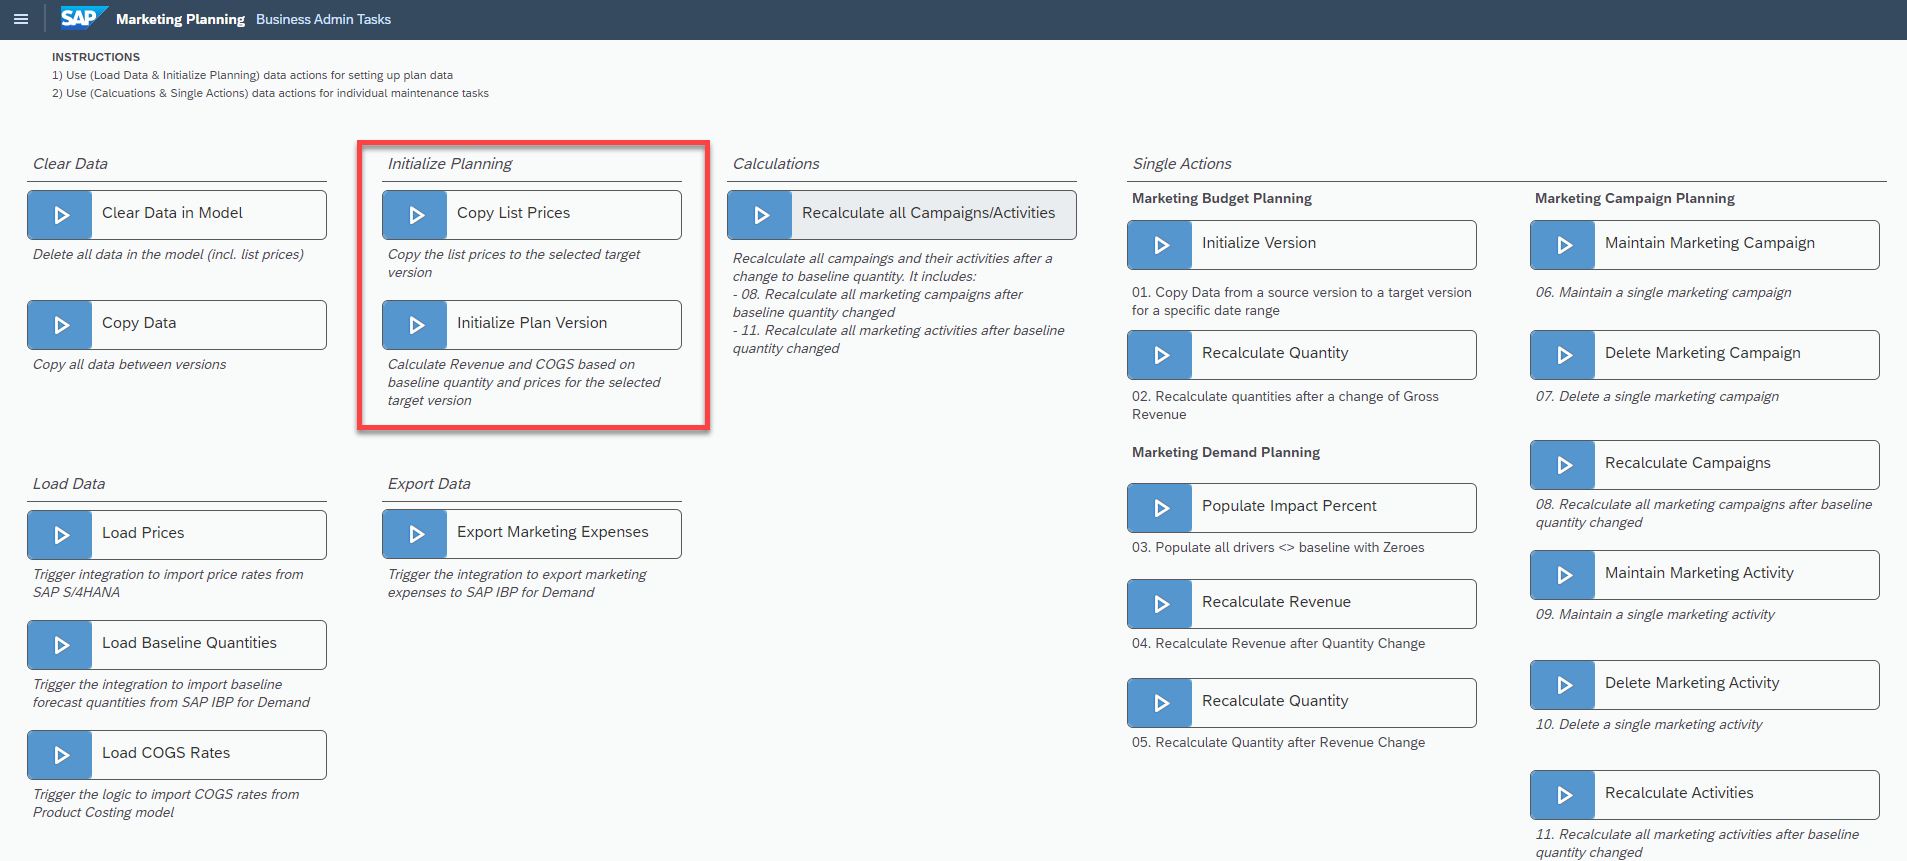 SAP Marketing Planning Business Admin Tasks
INSTRUCTIONS
1) Use (Load Data & Initialize Planning) data actions for setting up plan data
2) Use (Calcuations & Single Actions) data actions for individual maintenance tasks
Clear Data
Clear Data in Model
Delete all data in the model (incl. list prices)
Copy Data
Copy all data between versions
Initialize Planning
Copy List Prices
Copy the list prices to the selected target
version
Initialize Plan Version
Calculate Revenue and COGS based on
baseline quantity and prices for the selected
target version
Calculations
Recalculate all Campaigns/Activities
Recalculate all campaings and their activities after a
change to baseline quantity. It includes:
- 08. Recalculate all marketing campaigns after
baseline quantity changed
- 11. Recalculate all marketing activities after baseline
quantity changed
Load Data
Load Prices
Trigger integration to import price rates from
SAP S/4HANA
Load Baseline Quantities
Trigger the integration to import baseline
forecast quantities from SAP IBP for Demand
Load COGS Rates
Trigger the logic to import COGS rates from
Product Costing model
Export Data
Export Marketing Expenses
Trigger the integration to export marketing
expenses to SAP IBP for Demand
Single Actions
Marketing Budget Planning
Initialize Version
01. Copy Data from a source version to a target version
for a specific date range
Recalculate Quantity
02. Recalculate quantities after a change of Gross
Revenue
Marketing Demand Planning
Populate Impact Percent
03. Populate all drivers <> baseline with Zeroes
Recalculate Revenue
04. Recalculate Revenue after Quantity Change
Recalculate Quantity
05. Recalculate Quantity after Revenue Change
Marketing Campaign Planning
Maintain Marketing Campaign
06. Maintain a single marketing campaign
Delete Marketing Campaign
07. Delete a single marketing campaign
Recalculate Campaigns
08. Recalculate all marketing campaigns after baseline
quantity changed
Maintain Marketing Activity
09. Maintain a single marketing activity
Delete Marketing Activity
10. Delete a single marketing activity
Recalculate Activities
11. Recalculate all marketing activities after baseline
quantity changed